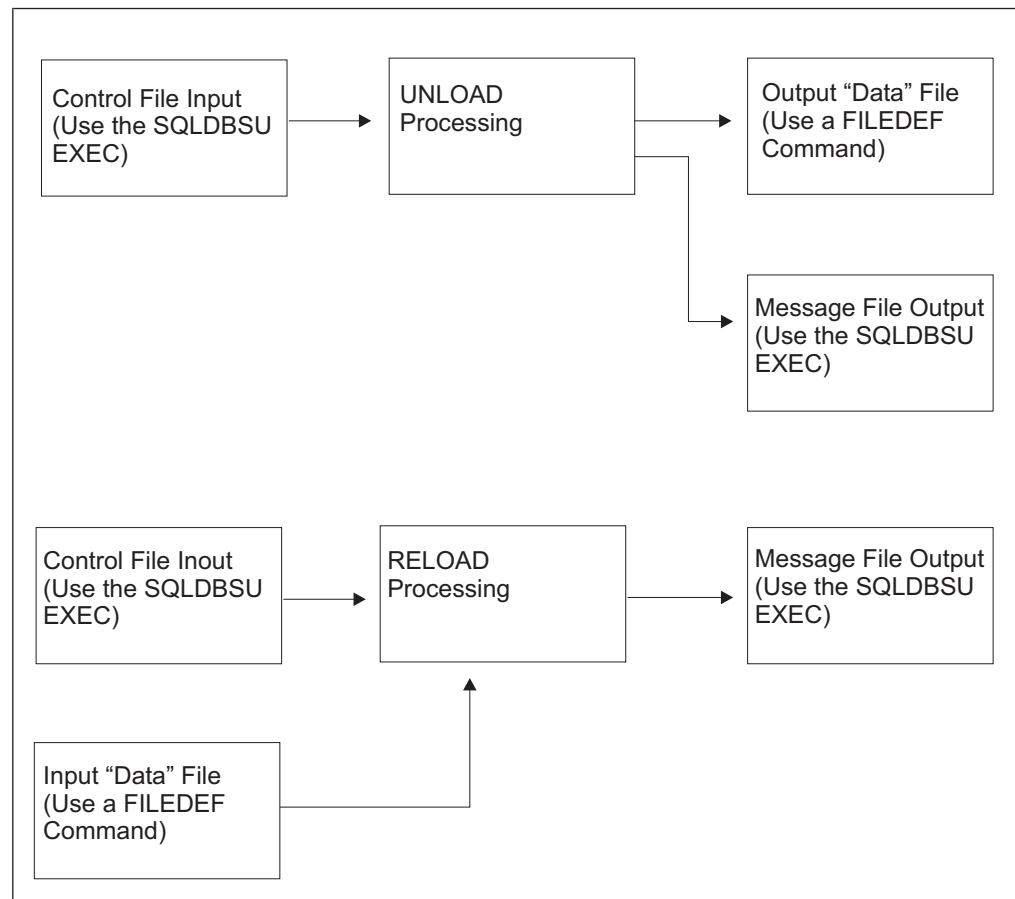 Control File Input
(Use the SQLDBSU
EXEC)
UNLOAD
Processing
Output “Data” File
(Use a FILEDEF
Command)
Message File Output
(Use the SQLDBSU
EXEC)
Control File Inout
(Use the SQLDBSU
EXEC)
RELOAD
Processing
Message File Output
(Use the SQLDBSU
EXEC)
Input “Data” File
(Use a FILEDEF
Command)